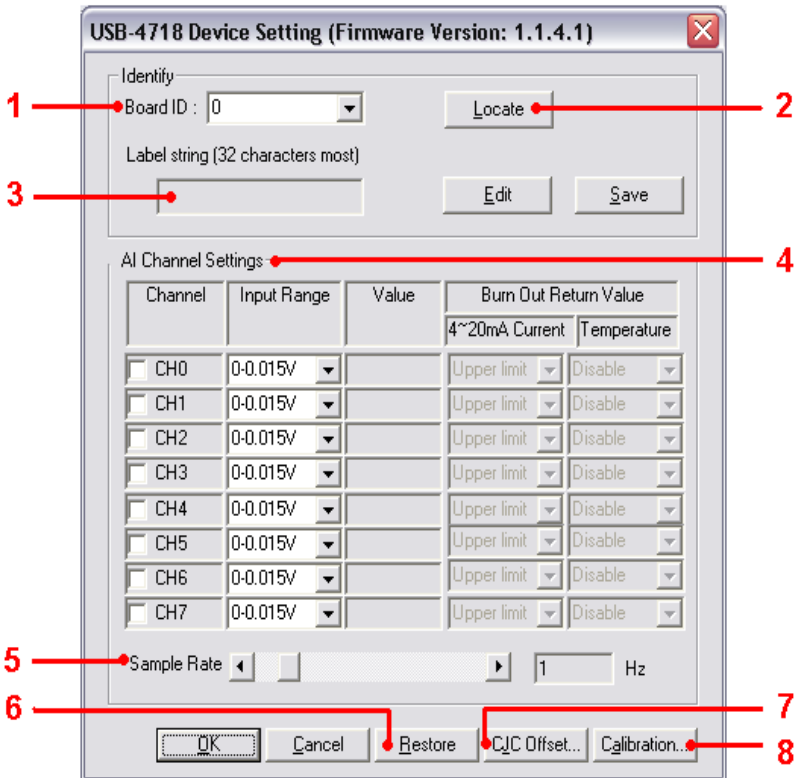 USB-4718 Device Setting (Firmware Version: 1.1.4.1)
Identify
1 Board ID : 0 Locate 2
Label string (32 characters most)
3 Edit Save
AI Channel Settings 4
Channel Input Range Value Burn Out Return Value
4~20mA Current Temperature
CH0 0-0.015V Upper limit Disable
CH1 0-0.015V Upper limit Disable
CH2 0-0.015V Upper limit Disable
CH3 0-0.015V Upper limit Disable
CH4 0-0.015V Upper limit Disable
CH5 0-0.015V Upper limit Disable
CH6 0-0.015V Upper limit Disable
CH7 0-0.015V Upper limit Disable
5 Sample Rate 1 Hz
6 7
OK Cancel Restore CJC Offset... Calibration... 8